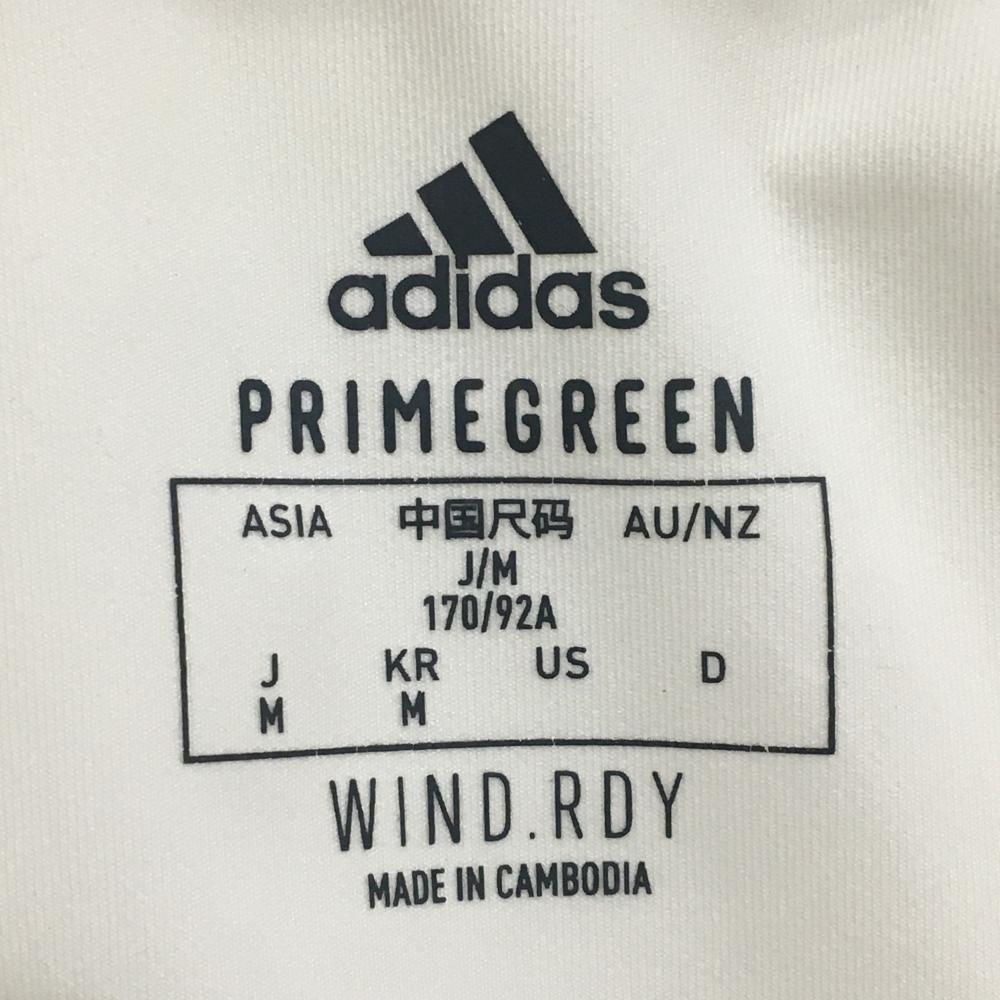 adidas
PRIMEGREEN
ASIA 中国尺码 AU/NZ
J/M
170/92A
J KR US D
M M
WIND.RDY
MADE IN CAMBODIA